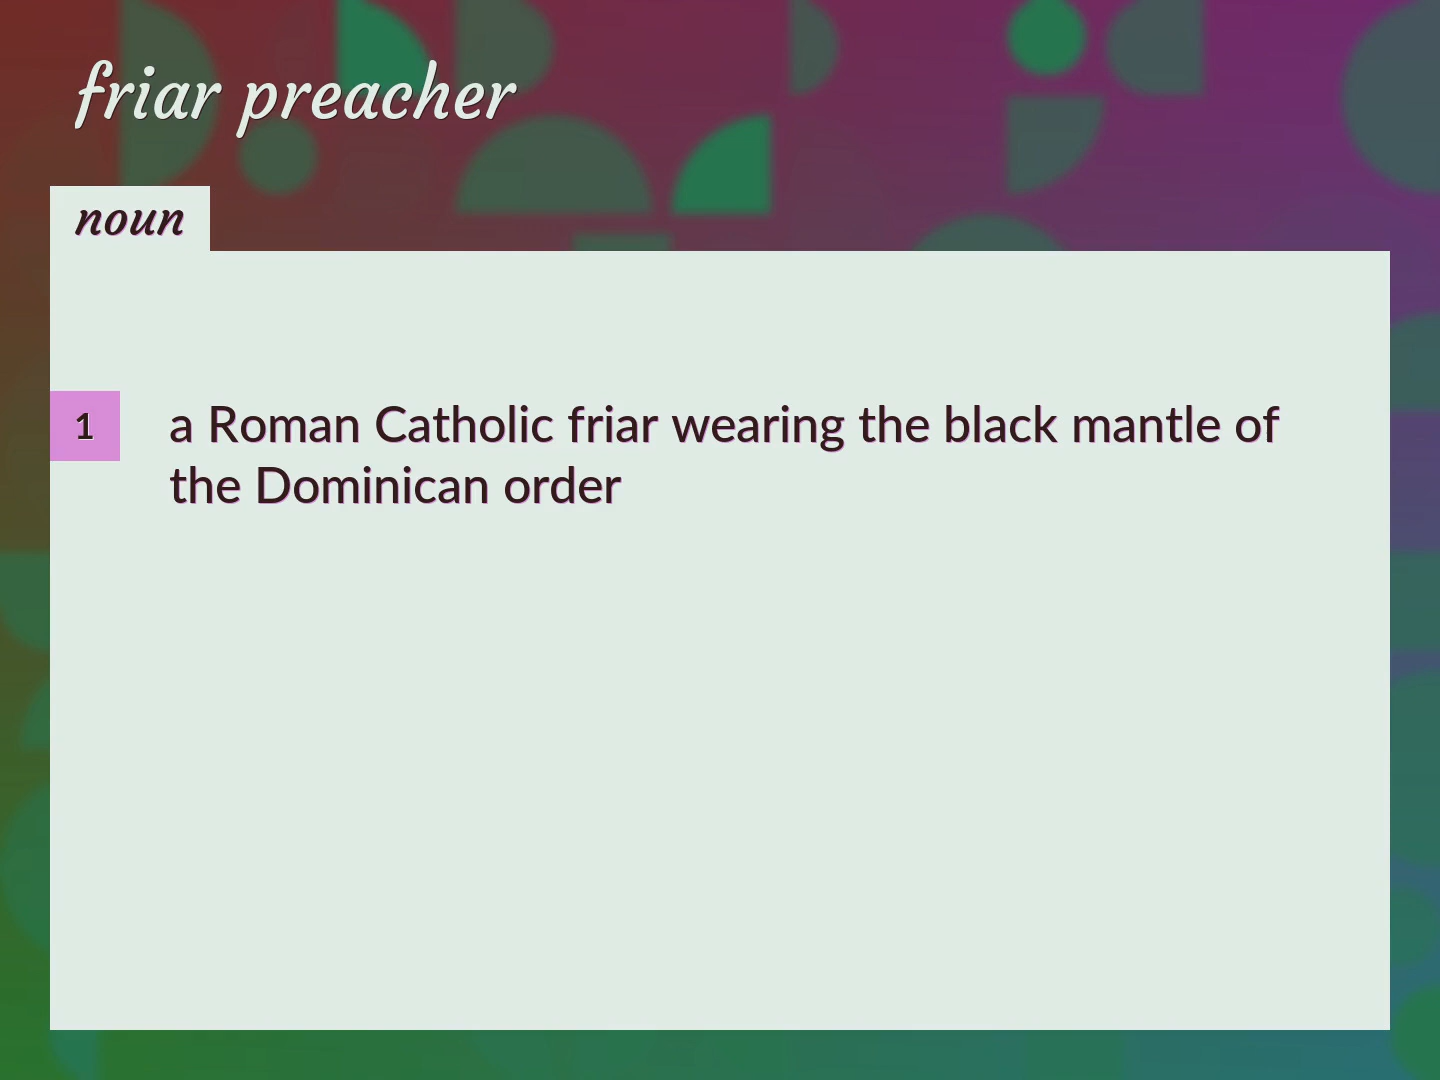 friar preacher
noun
1
a Roman Catholic friar wearing the black mantle of
the Dominican order